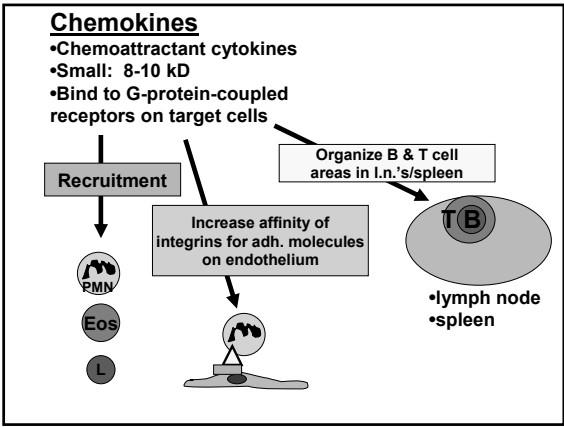 Chemokines
•Chemoattractant cytokines
•Small: 8-10 kD
•Bind to G-protein-coupled
receptors on target cells
Organize B & T cell
areas in l.n.'s/spleen
Recruitment
Increase affinity of
integrins for adh. molecules
on endothelium
T B
PMN
Eos
L
•lymph node
•spleen